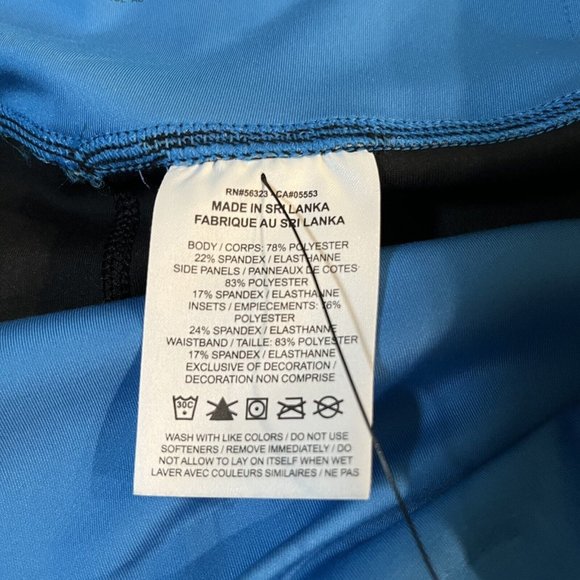 RN#56323 - CA#05553
MADE IN SRI LANKA
FABRIQUE AU SRI LANKA
BODY / CORPS: 78% POLYESTER
22% SPANDEX / ELASTHANNE
SIDE PANELS / PANNEAUX DE COTES
83% POLYESTER
17% SPANDEX / ELASTHANNE
INSETS / EMPIECEMENTS: 76%
POLYESTER
24% SPANDEX / ELASTHANNE
WAISTBAND / TAILLE: 83% POLYESTER
17% SPANDEX / ELASTHANNE
EXCLUSIVE OF DECORATION /
DECORATION NON COMPRISE
30C
WASH WITH LIKE COLORS / DO NOT USE
SOFTENERS / REMOVE IMMEDIATELY / DO
NOT ALLOW TO LAY ON ITSELF WHEN WET
LAVER AVEC COULEURS SIMILAIRES / NE PAS